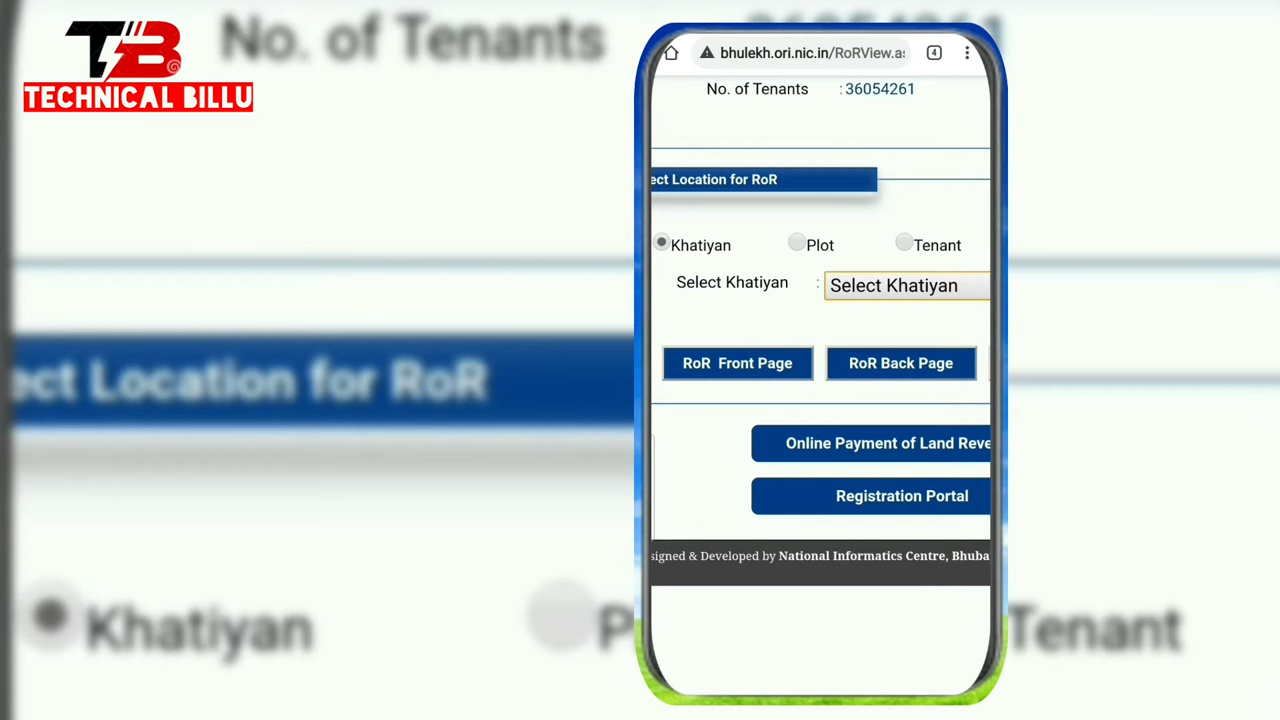 TB
TECHNICAL BILLU
No. of Tenants
bhulekh.ori.nic.in/RoRView.as
4
No. of Tenants : 36054261
ect Location for RoR
Khatiyan Plot Tenant
Select Khatiyan : Select Khatiyan
RoR Front Page RoR Back Page
Online Payment of Land Reve
Registration Portal
signed & Developed by National Informatics Centre, Bhuba
ect Location for RoR
Khatiyan P Tenant